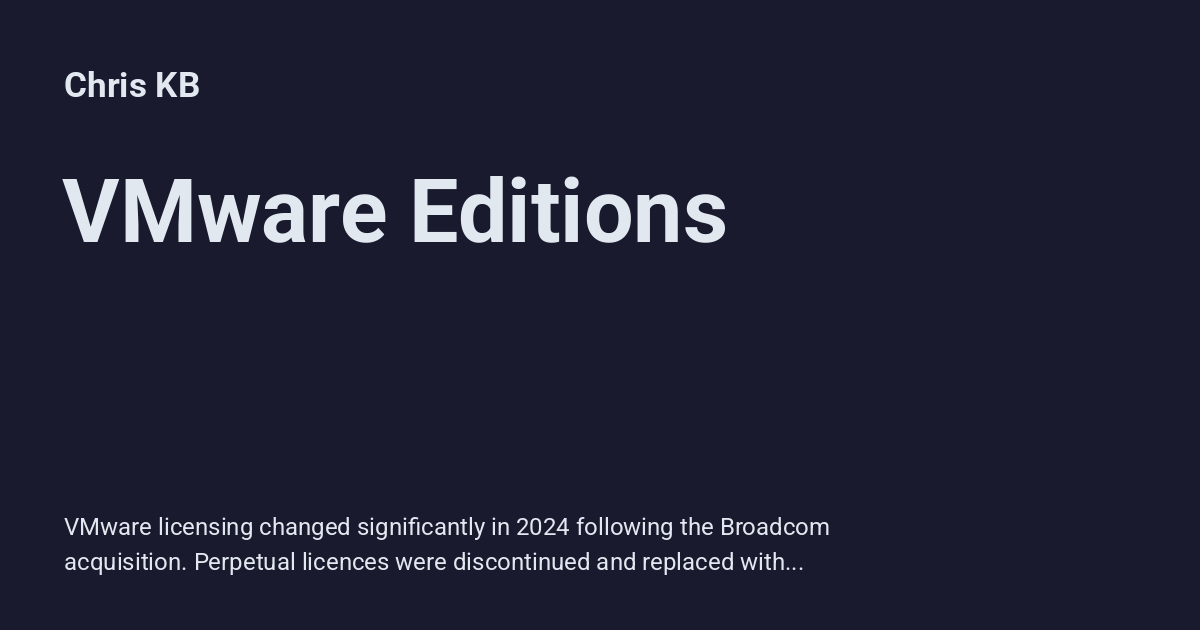 Chris KB
VMware Editions
VMware licensing changed significantly in 2024 following the Broadcom
acquisition. Perpetual licences were discontinued and replaced with...